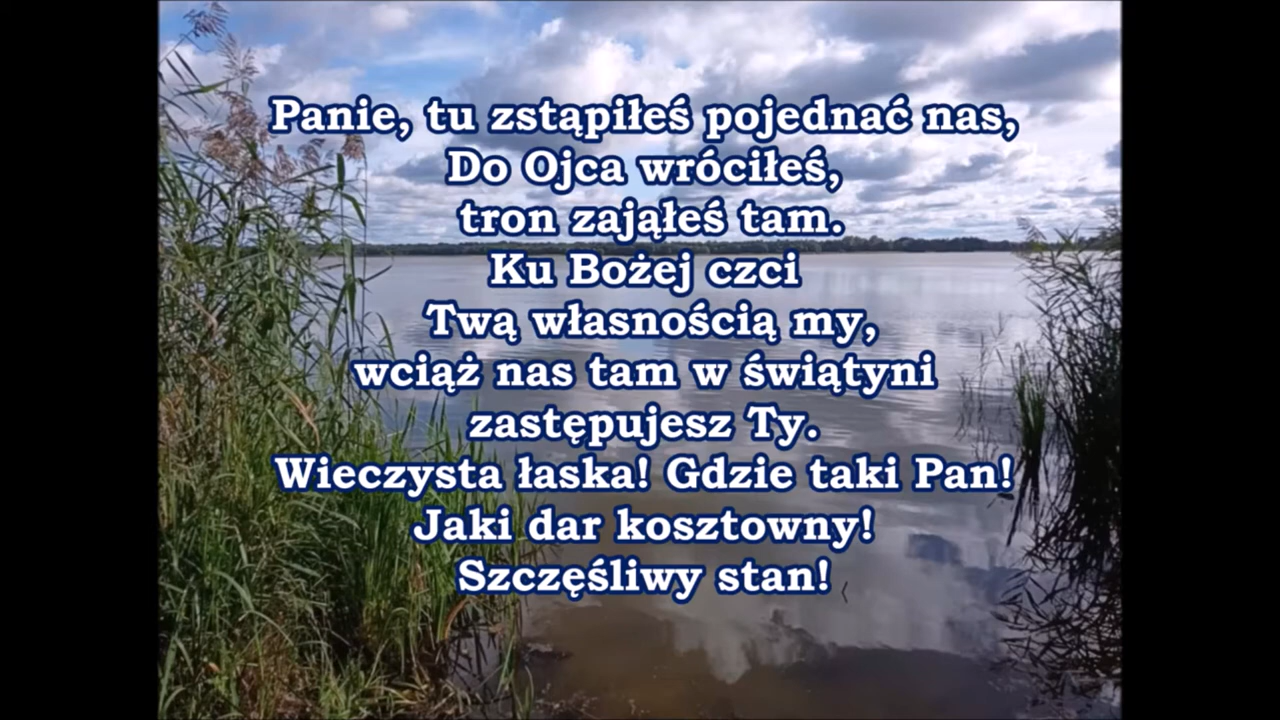 Panie, tu zstąpiłeś pojednać nas,
Do Ojca wróciłeś,
tron zająłeś tam.
Ku Bożej czci
Twą własnością my,
wciąż nas tam w świątyni
zastępujesz Ty.
Wieczysta łaska! Gdzie taki Pan!
Jaki dar kosztowny!
Szczęśliwy stan!